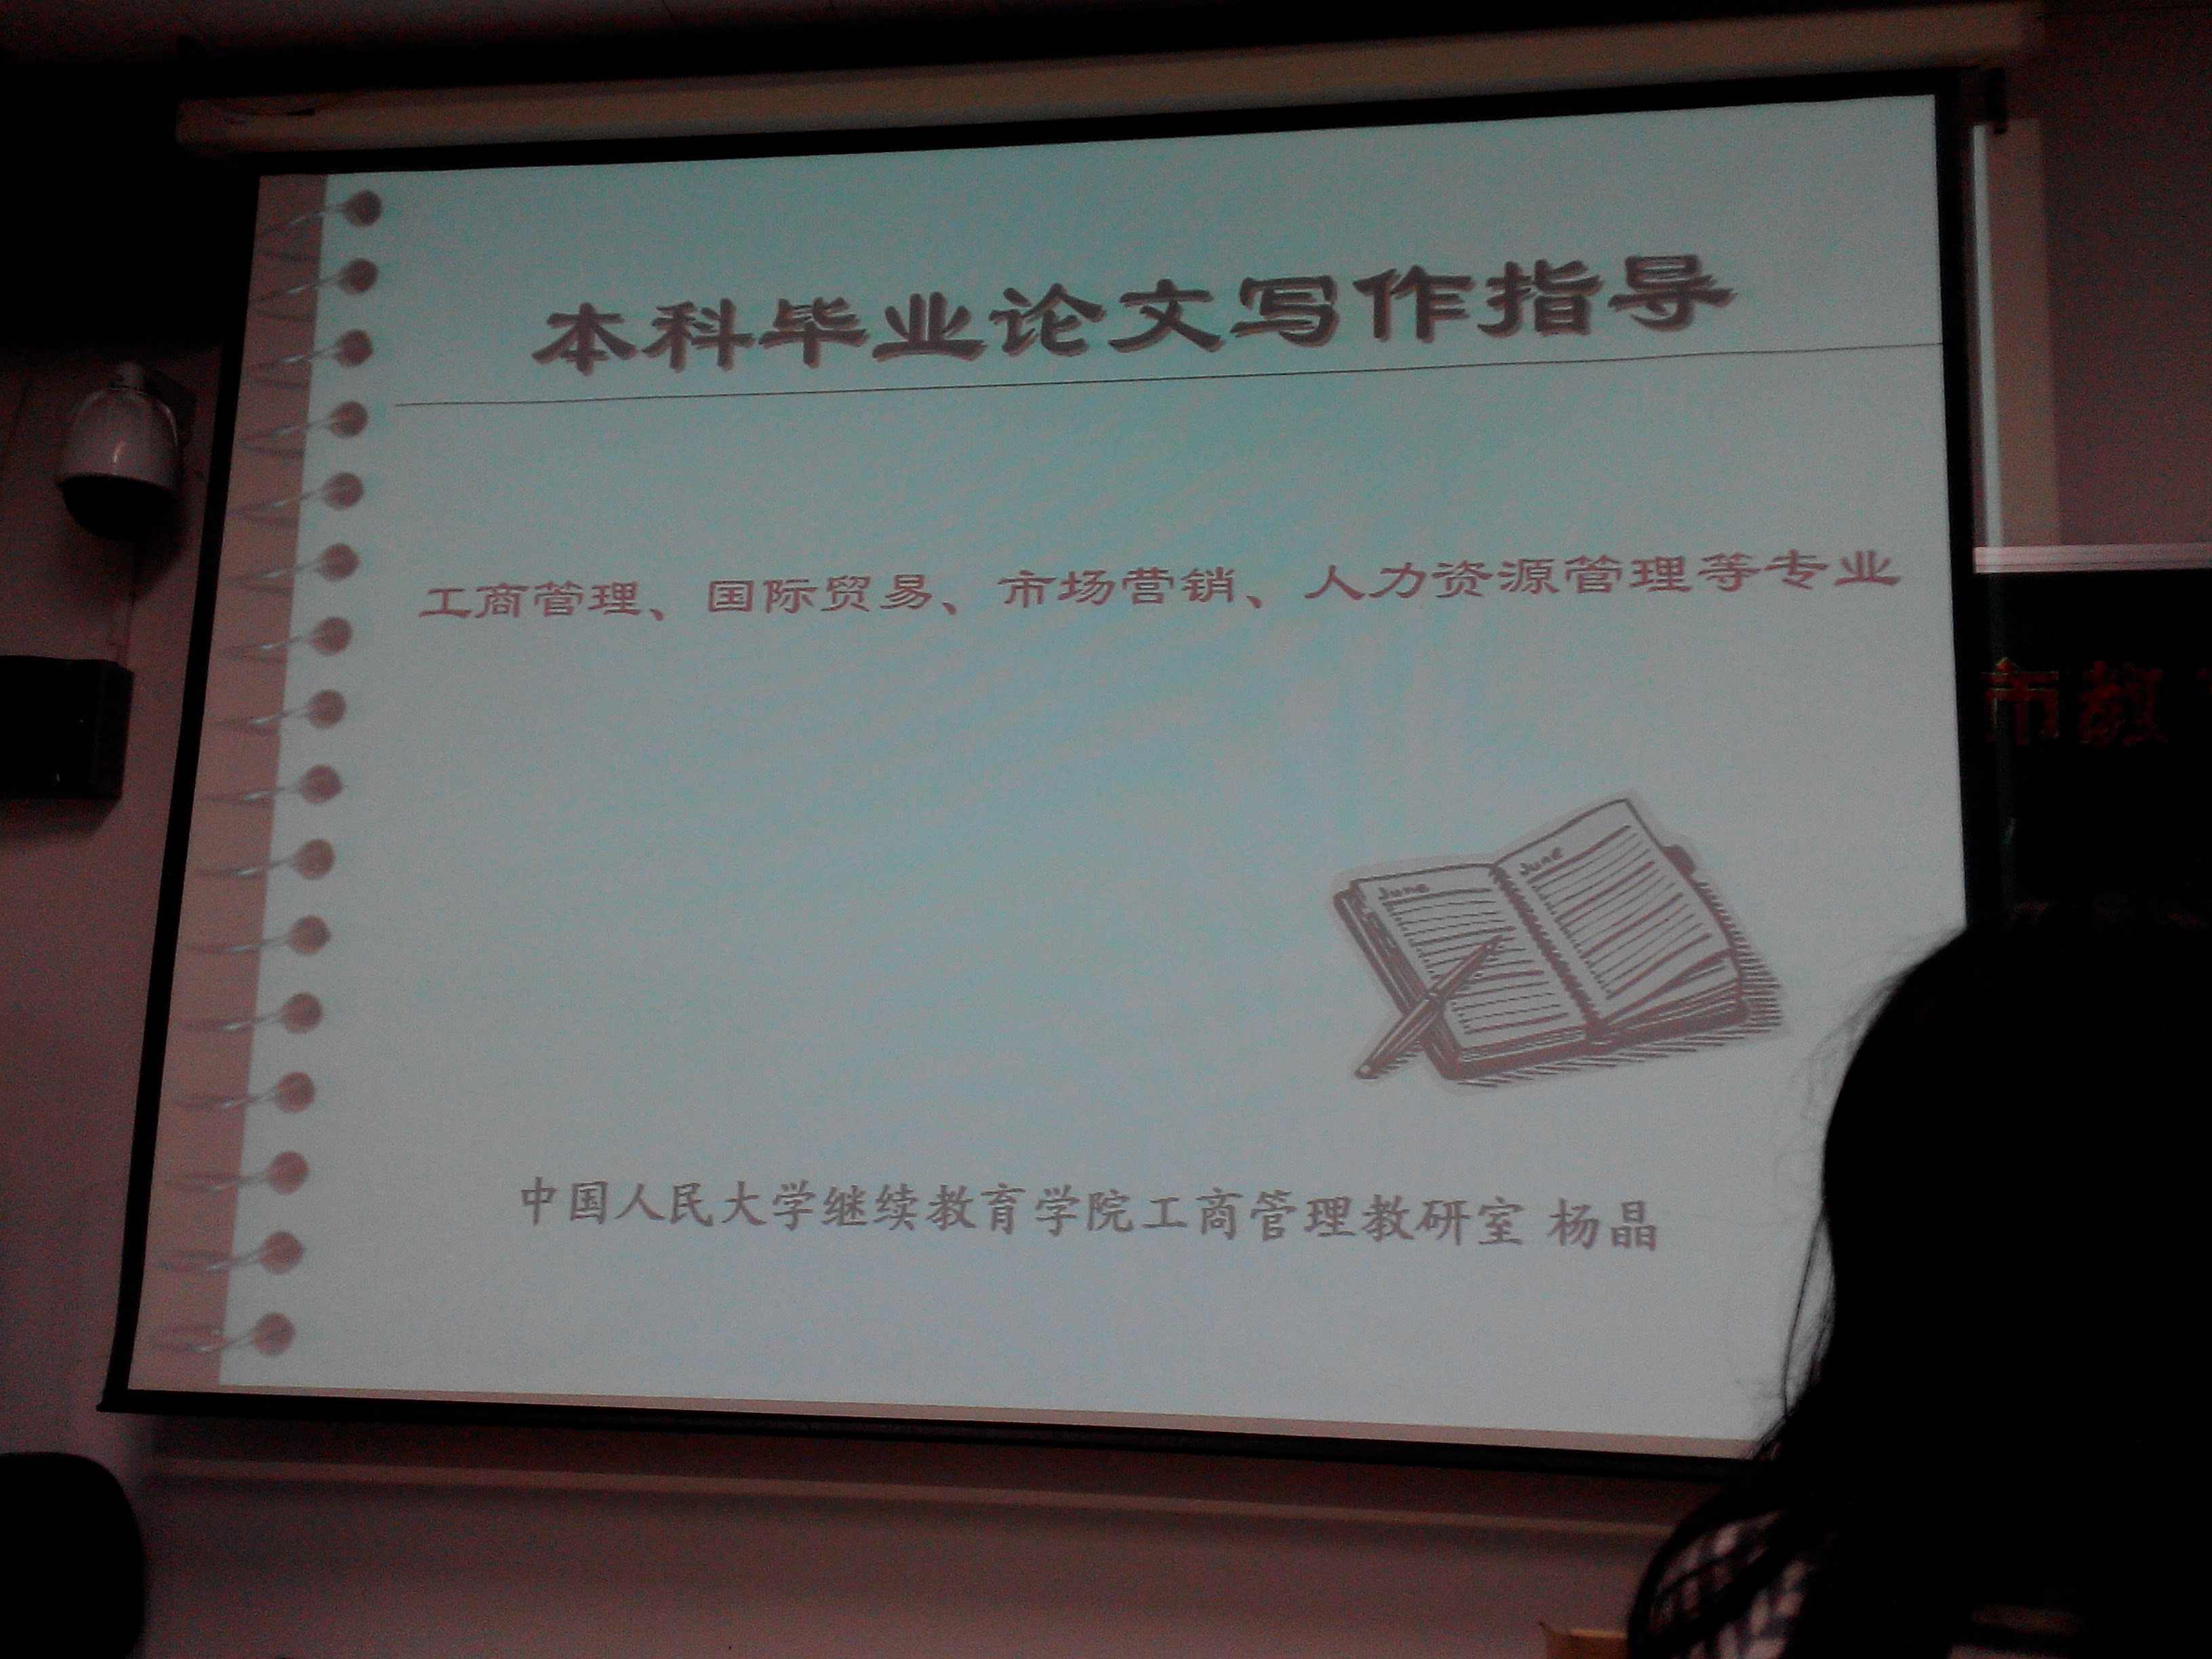 本科毕业论文写作指导
工商管理、国际贸易、市场营销、人力资源管理等专业
June
June
中国人民大学继续教育学院工商管理教研室 杨晶
市教